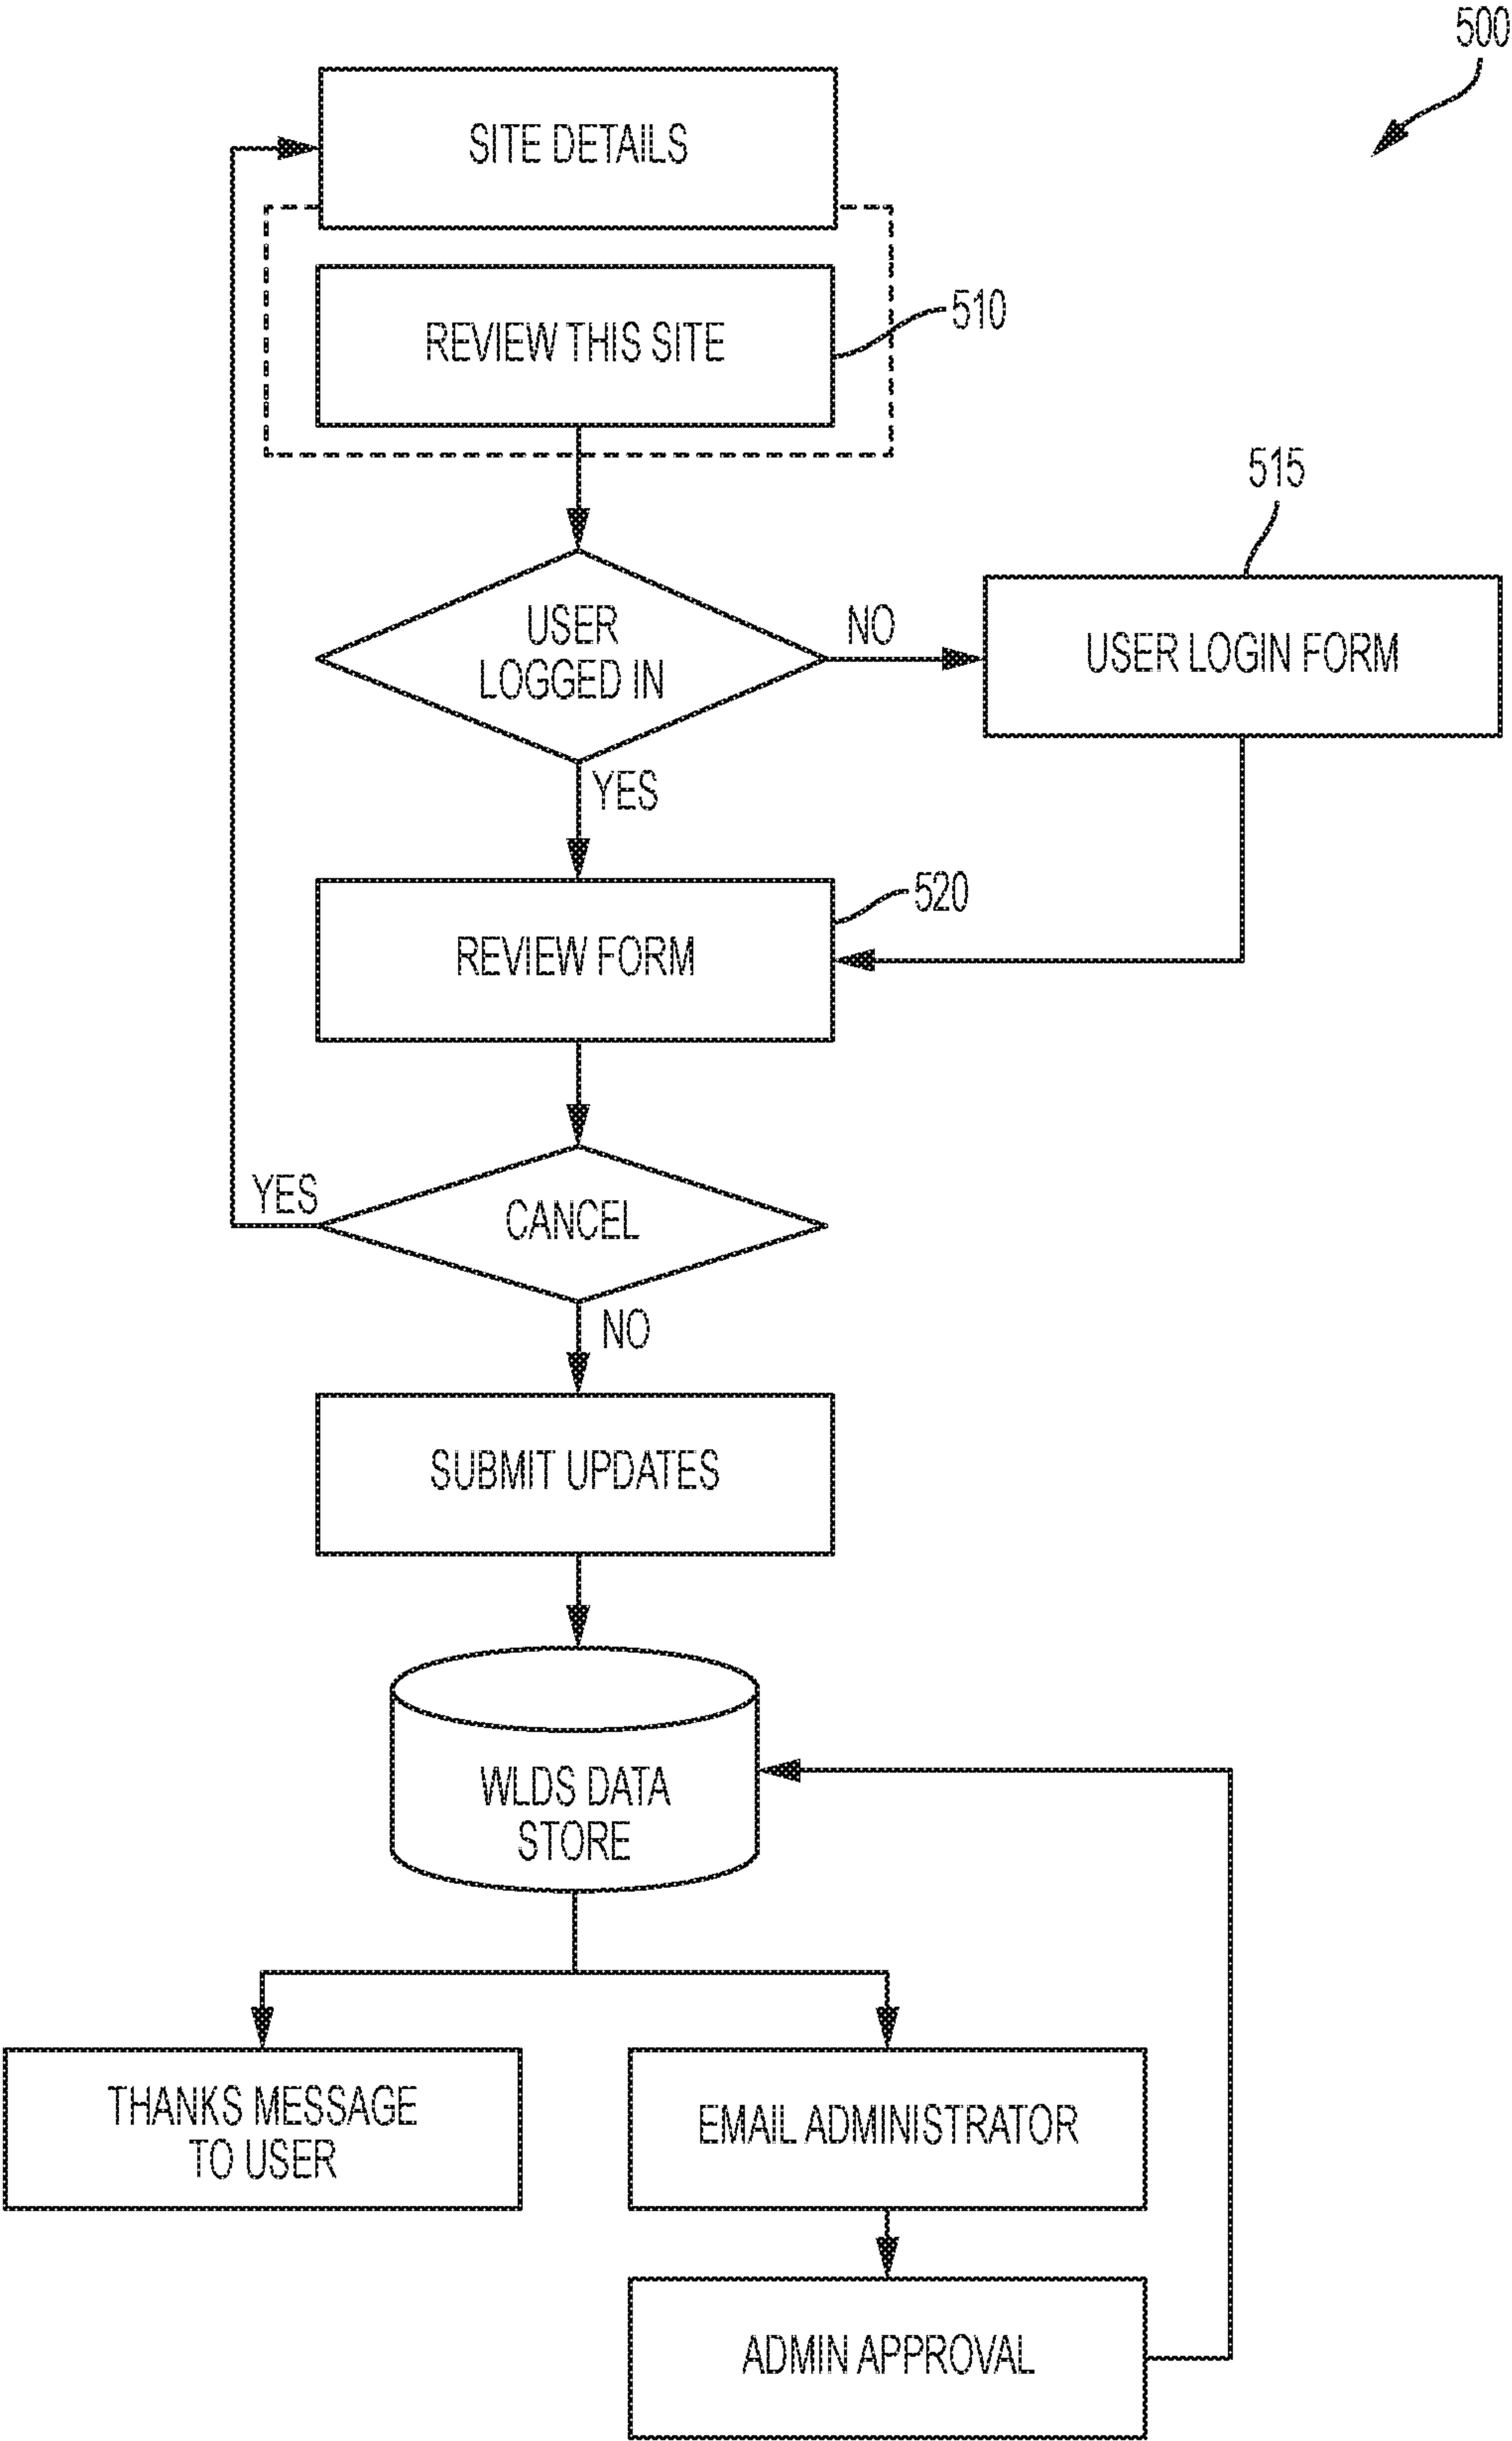 500
SITE DETAILS
REVIEW THIS SITE
510
515
USER
LOGGED IN
NO
USER LOGIN FORM
YES
520
REVIEW FORM
YES
CANCEL
NO
SUBMIT UPDATES
WLDS DATA
STORE
THANKS MESSAGE
TO USER
EMAIL ADMINISTRATOR
ADMIN APPROVAL